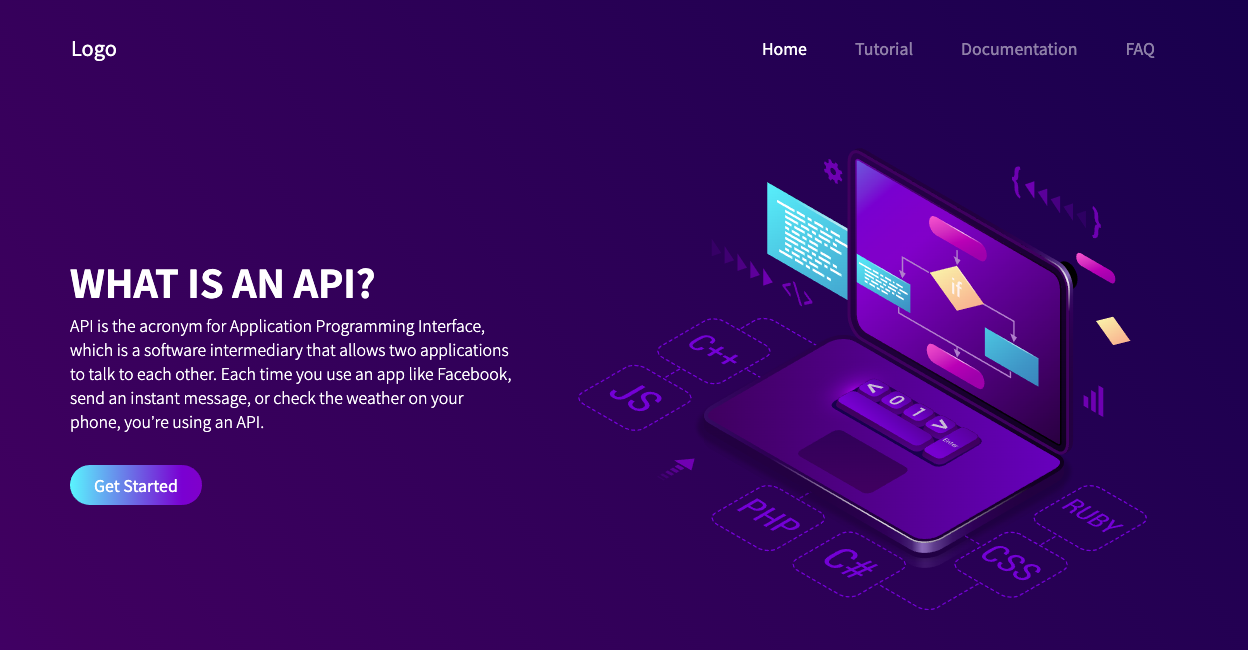 Logo
Home Tutorial Documentation FAQ
WHAT IS AN API?
API is the acronym for Application Programming Interface,
which is a software intermediary that allows two applications
to talk to each other. Each time you use an app like Facebook,
send an instant message, or check the weather on your
phone, you’re using an API.
Get Started
{ }
</>
if
C++
JS
< 0 1 >
Enter
PHP
C#
CSS
RUBY